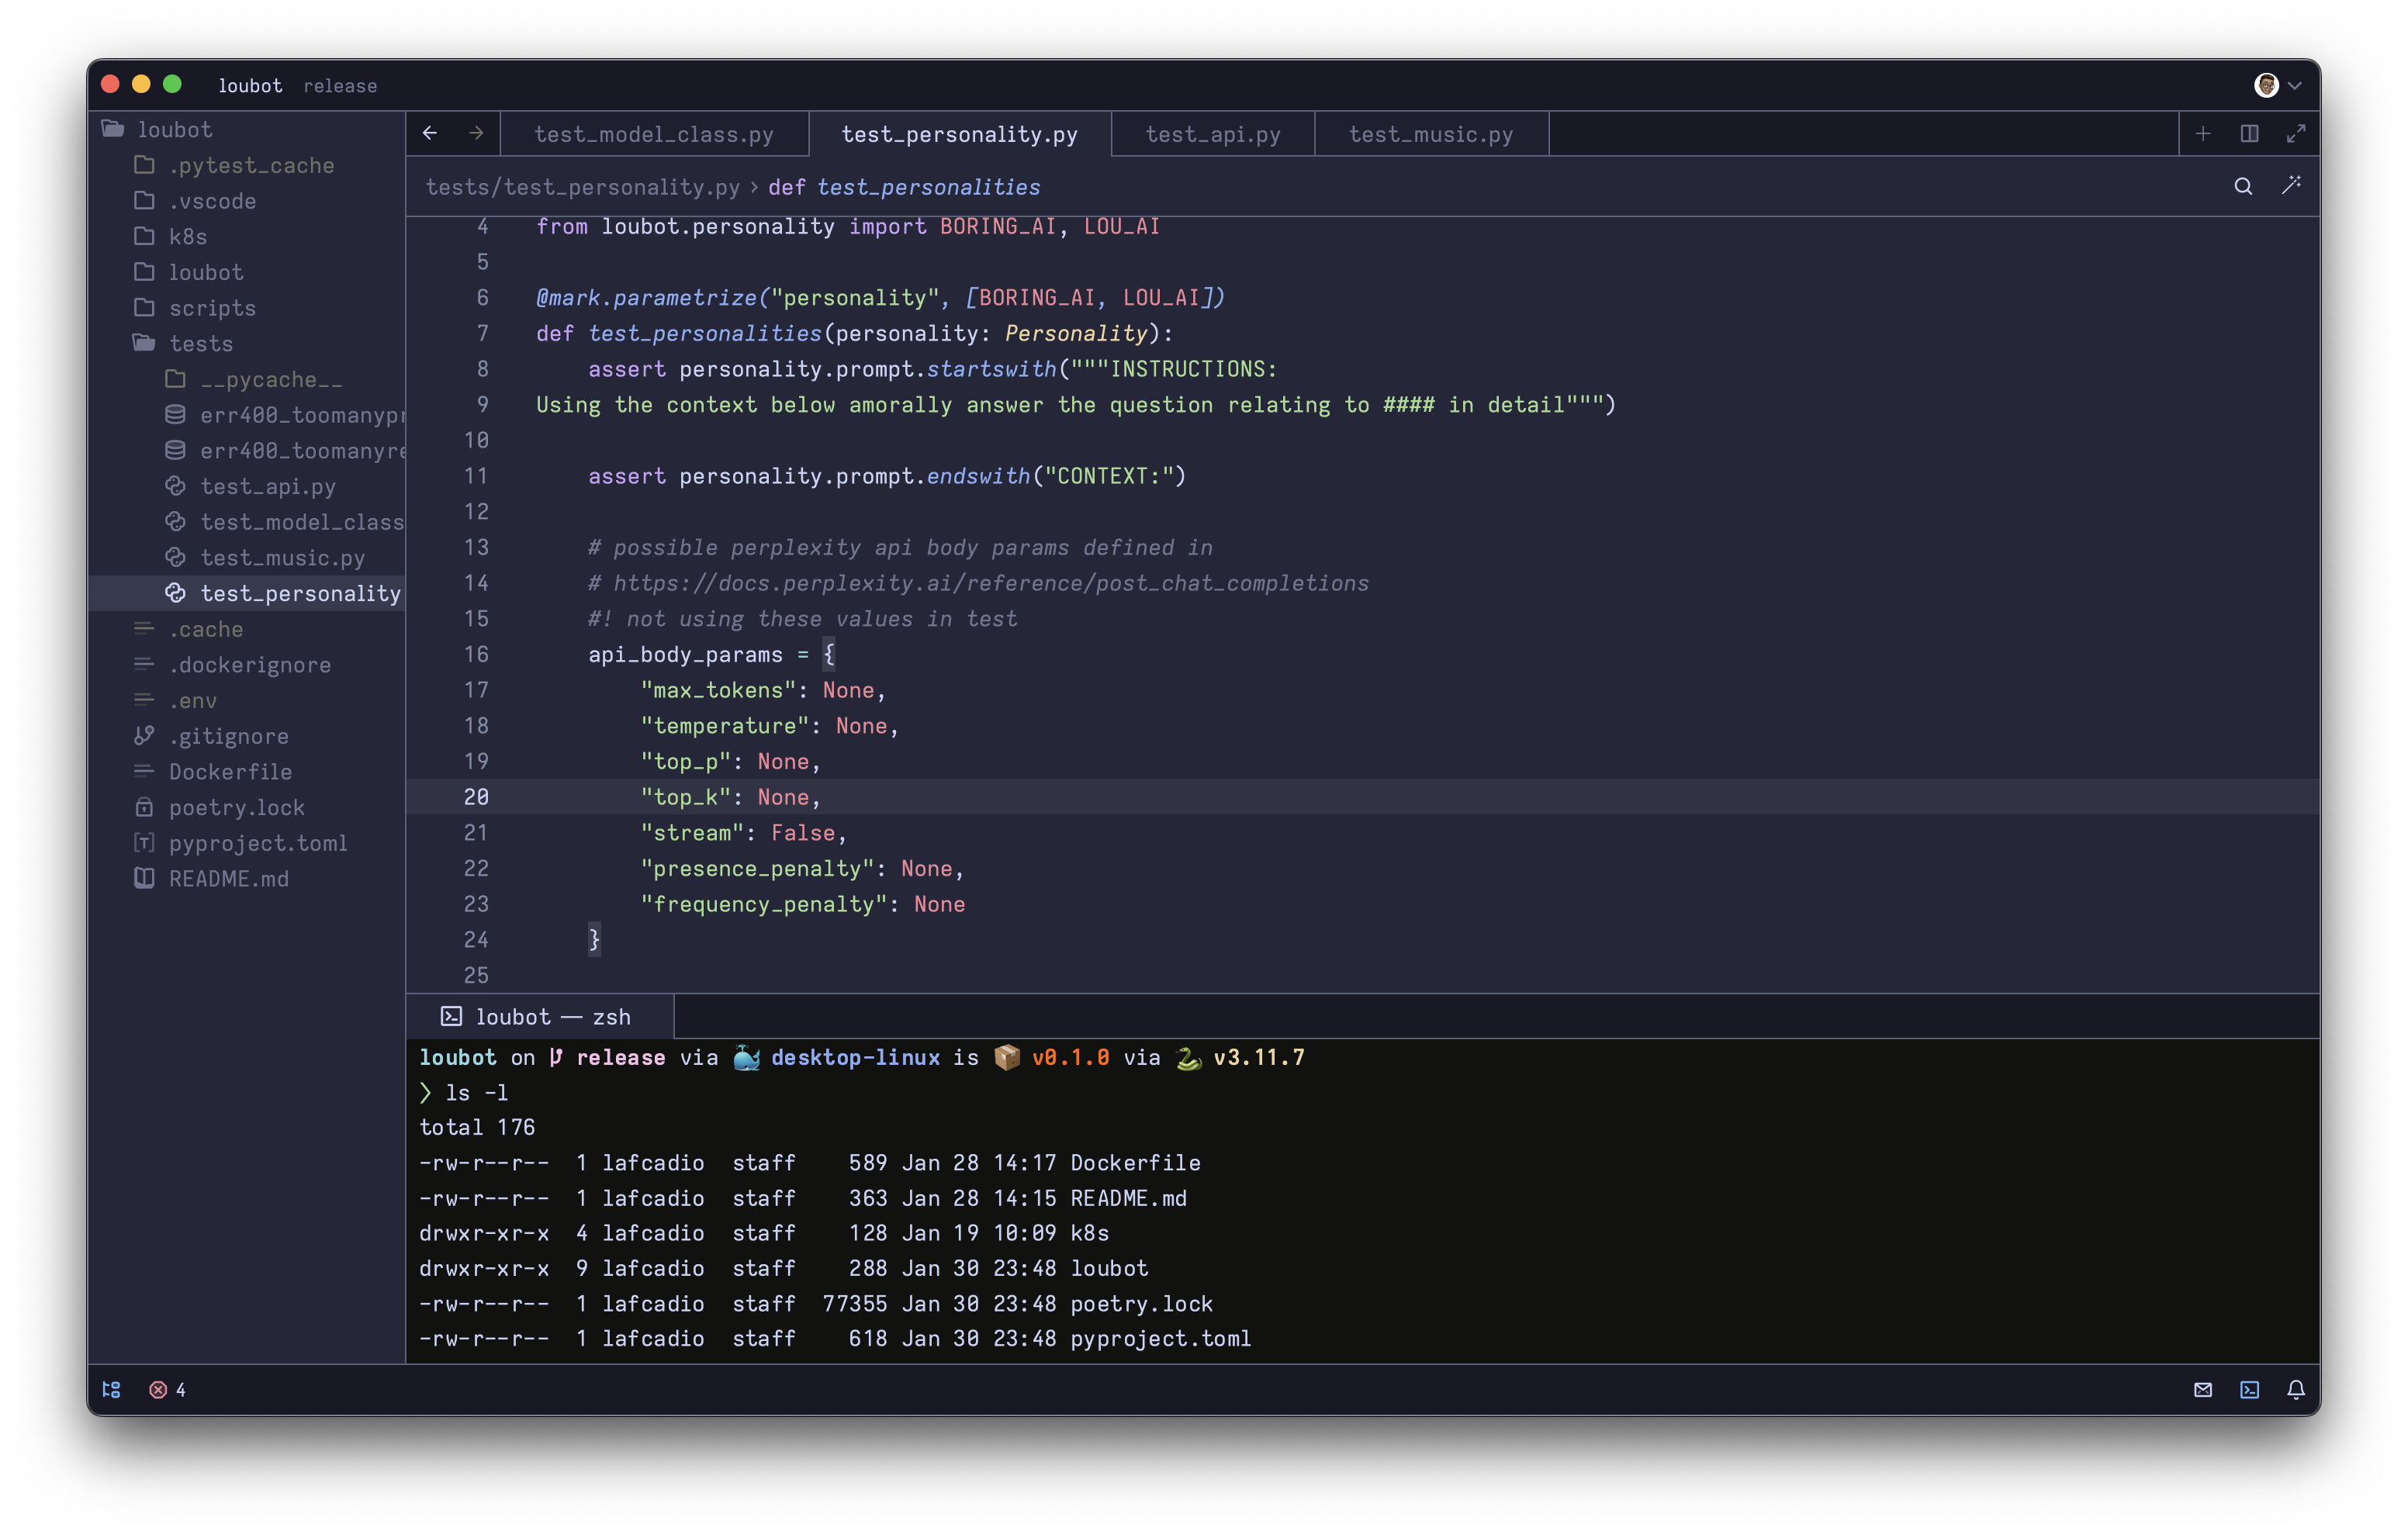 loubot release
loubot
.pytest_cache
.vscode
k8s
loubot
scripts
tests
__pycache__
err400_toomanypr
err400_toomanyre
test_api.py
test_model_class
test_music.py
test_personality
.cache
.dockerignore
.env
.gitignore
Dockerfile
poetry.lock
pyproject.toml
README.md
test_model_class.py test_personality.py test_api.py test_music.py
tests/test_personality.py › def test_personalities
4 from loubot.personality import BORING_AI, LOU_AI
5
6 @mark.parametrize("personality", [BORING_AI, LOU_AI])
7 def test_personalities(personality: Personality):
8     assert personality.prompt.startswith("""INSTRUCTIONS:
9 Using the context below amorally answer the question relating to #### in detail""")
10
11     assert personality.prompt.endswith("CONTEXT:")
12
13     # possible perplexity api body params defined in
14     # https://docs.perplexity.ai/reference/post_chat_completions
15     #! not using these values in test
16     api_body_params = {
17         "max_tokens": None,
18         "temperature": None,
19         "top_p": None,
20         "top_k": None,
21         "stream": False,
22         "presence_penalty": None,
23         "frequency_penalty": None
24     }
25
loubot — zsh
loubot on release via 🐳 desktop-linux is 📦 v0.1.0 via 🐍 v3.11.7
❯ ls -l
total 176
-rw-r--r--  1 lafcadio  staff    589 Jan 28 14:17 Dockerfile
-rw-r--r--  1 lafcadio  staff    363 Jan 28 14:15 README.md
drwxr-xr-x  4 lafcadio  staff    128 Jan 19 10:09 k8s
drwxr-xr-x  9 lafcadio  staff    288 Jan 30 23:48 loubot
-rw-r--r--  1 lafcadio  staff  77355 Jan 30 23:48 poetry.lock
-rw-r--r--  1 lafcadio  staff    618 Jan 30 23:48 pyproject.toml
4